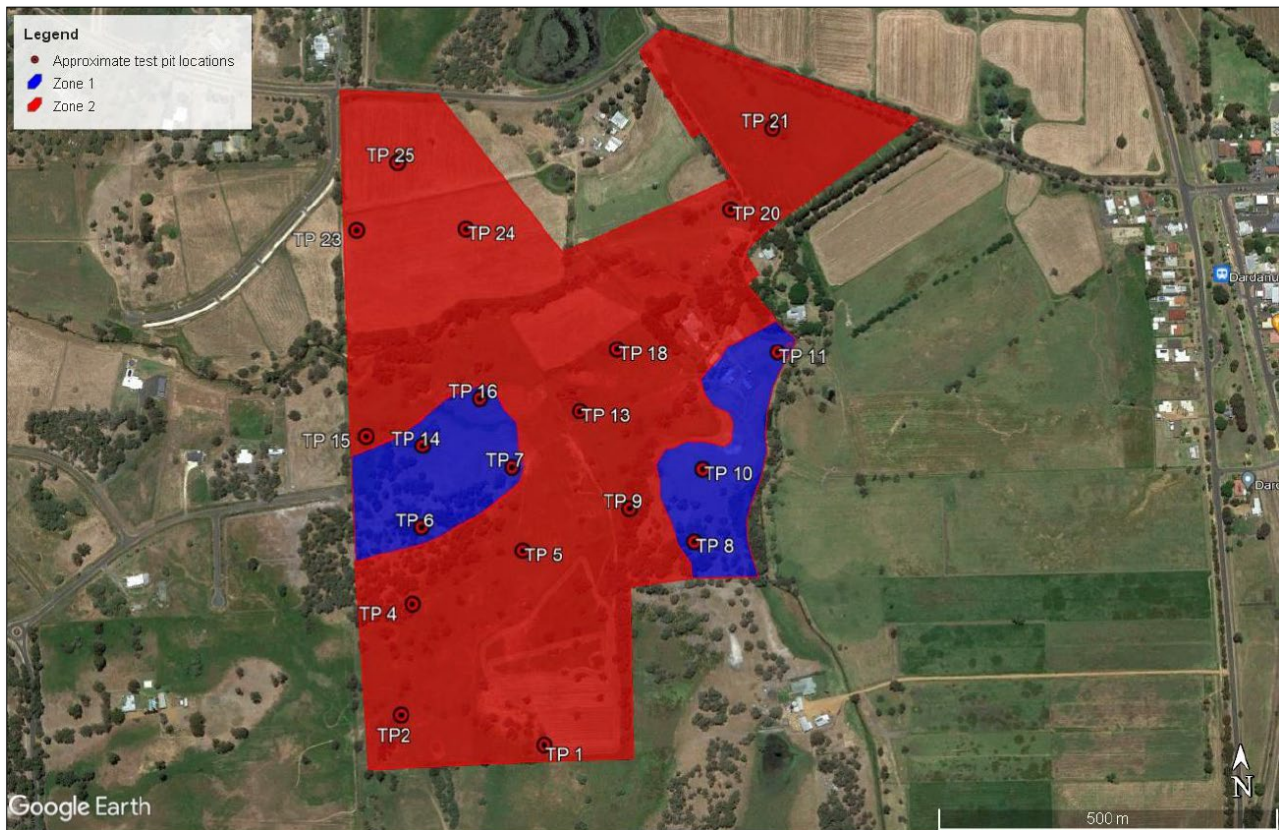 Legend
Approximate test pit locations
Zone 1
Zone 2
TP 21
TP 25
TP 20
TP 23
TP 24
TP 18
TP 11
TP 16
TP 13
TP 15
TP 14
TP 7
TP 10
TP 9
TP 6
TP 8
TP 5
TP 4
TP2
TP 1
Dardanu
Dard
Google Earth
N
500 m